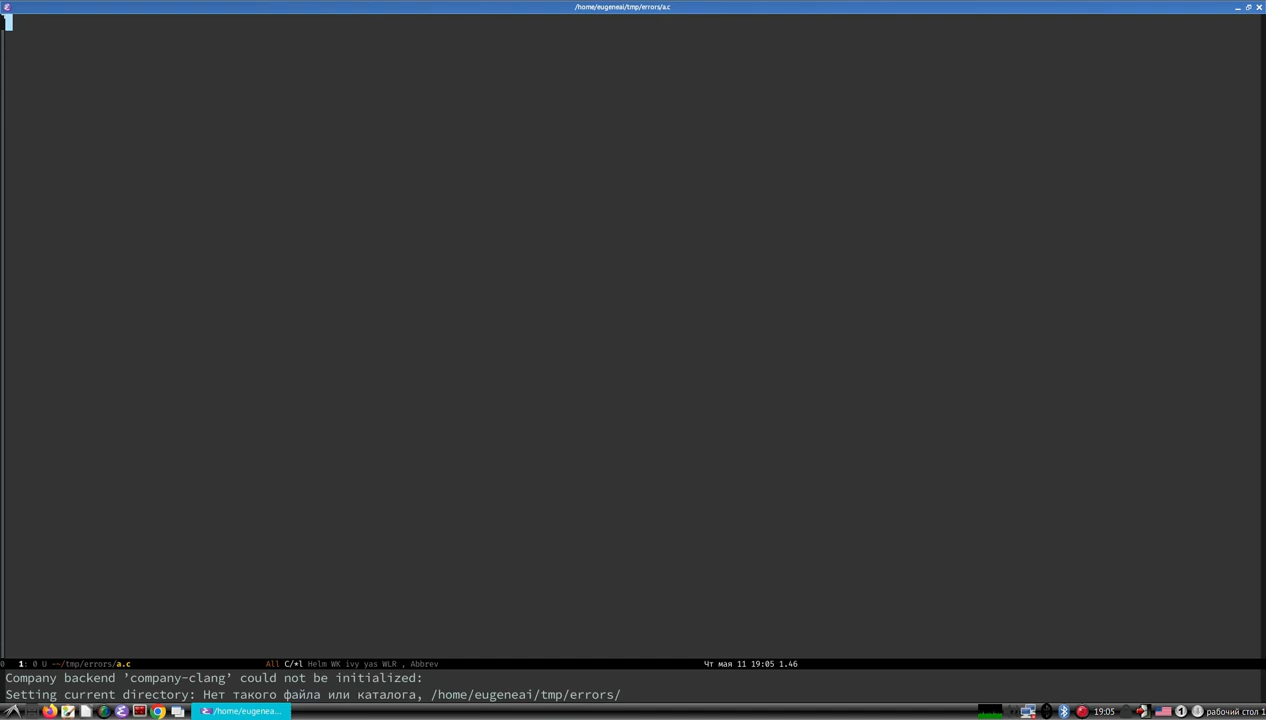 /home/eugeneai/tmp/errors/a.c
0 1: 0 U ~~/tmp/errors/a.c All C/*l Helm WK ivy yas WLR , Abbrev Чт мая 11 19:05 1.46
Company backend ’company-clang’ could not be initialized:
Setting current directory: Нет такого файла или каталога, /home/eugeneai/tmp/errors/
/home/eugenea... 19:05 1 рабочий стол 1